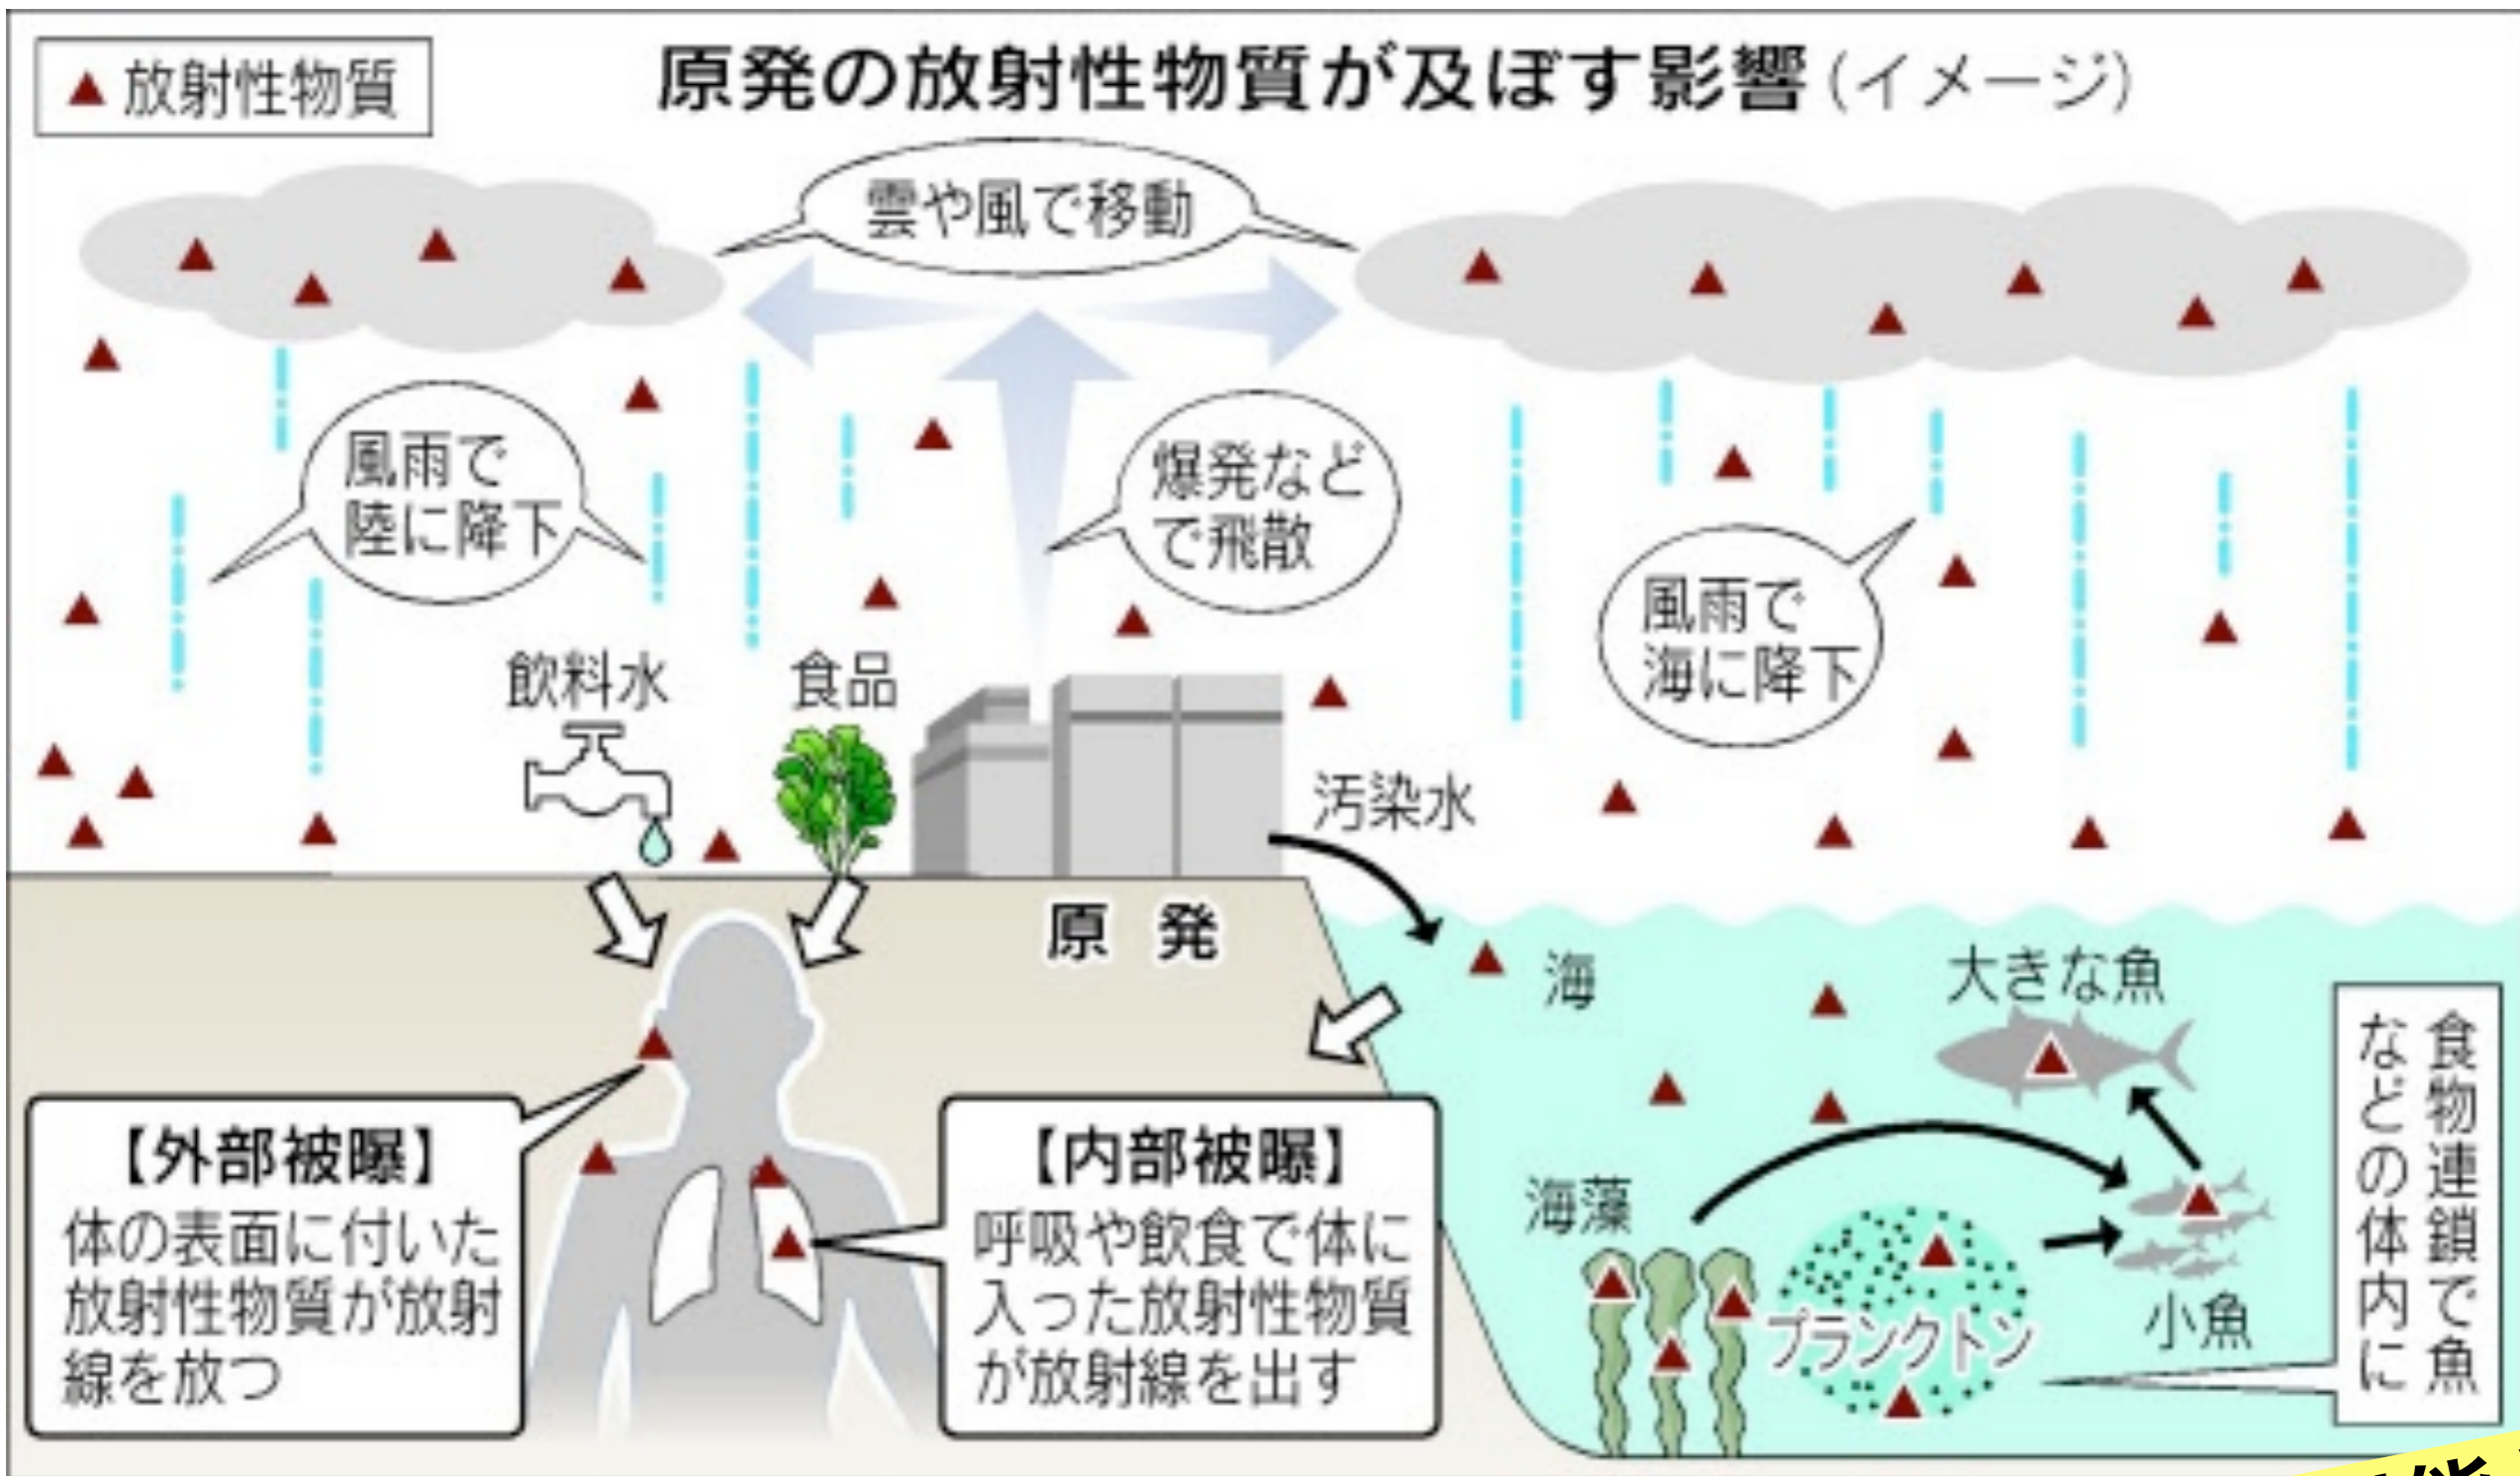 放射性物質
原発の放射性物質が及ぼす影響(イメージ)
雲や風で移動
風雨で
陸に降下
爆発など
で飛散
風雨で
海に降下
飲料水
食品
汚染水
原発
海
大きな魚
食物連鎖で魚
などの体内に
【外部被曝】
体の表面に付いた
放射性物質が放射
線を放つ
【内部被曝】
呼吸や飲食で体に
入った放射性物質
が放射線を出す
海藻
プランクトン
小魚